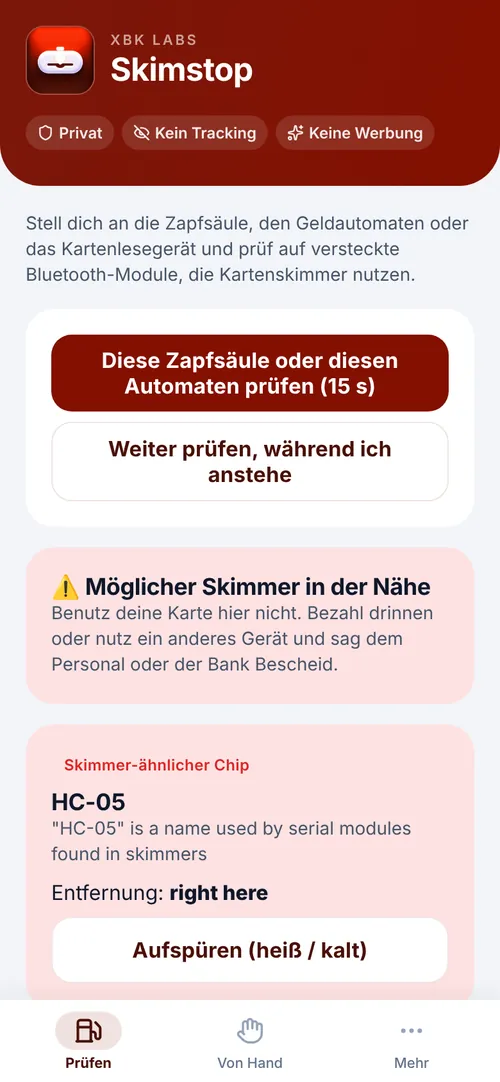 XBK LABS
Skimstop
Privat
Kein Tracking
Keine Werbung
Stell dich an die Zapfsäule, den Geldautomaten oder
das Kartenlesegerät und prüf auf versteckte
Bluetooth-Module, die Kartenskimmer nutzen.
Diese Zapfsäule oder diesen
Automaten prüfen (15 s)
Weiter prüfen, während ich
anstehe
⚠️ Möglicher Skimmer in der Nähe
Benutz deine Karte hier nicht. Bezahl drinnen
oder nutz ein anderes Gerät und sag dem
Personal oder der Bank Bescheid.
Skimmer-ähnlicher Chip
HC-05
"HC-05" is a name used by serial modules
found in skimmers
Entfernung: right here
Aufspüren (heiß / kalt)
Prüfen
Von Hand
Mehr